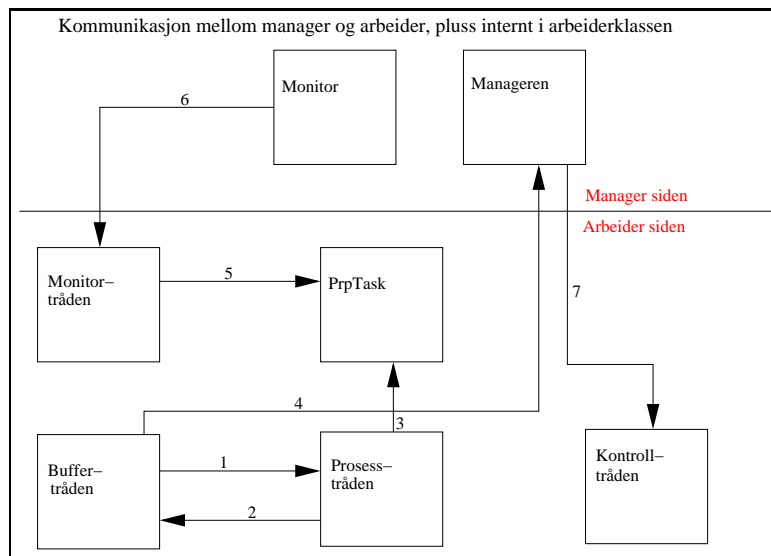 Kommunikasjon mellom manager og arbeider, pluss internt i arbeiderklassen
Monitor
Manageren
6
Manager siden
Arbeider siden
Monitor–
tråden
5
PrpTask
7
4
3
Buffer–
tråden
1
Prosess–
tråden
2
Kontroll–
tråden